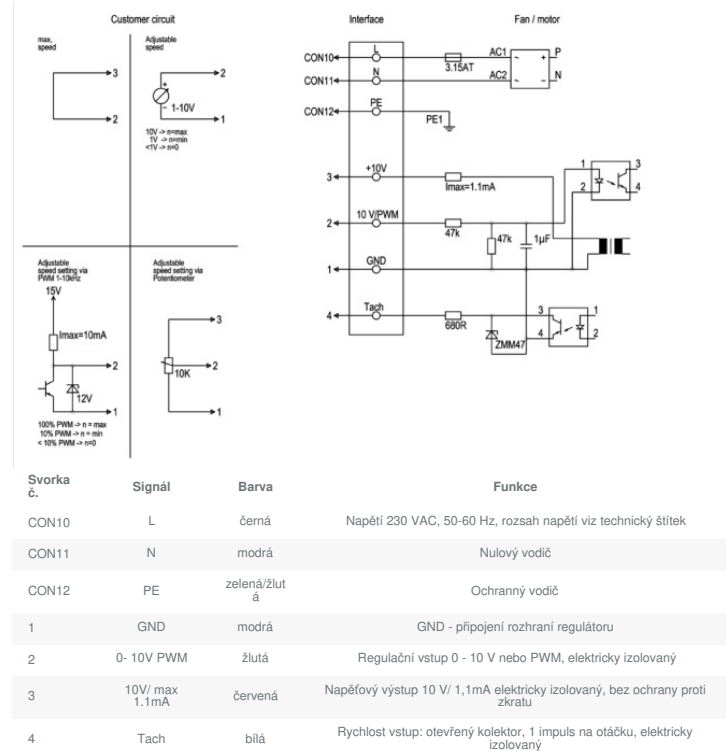 Customer circuit
Interface
Fan / motor
max,
speed
3
2
Adjustable
speed
2
+
–
1-10V
1
10V -> n=max
1V -> n=min
<1V -> n=0
Adjustable
speed setting via
PWM 1-10kHz
15V
Imax=10mA
2
12V
1
100% PWM -> n = max
10% PWM -> n = min
< 10% PWM -> n=0
Adjustable
speed setting via
Potentiometer
3
10K
2
1
CON10
L
3.15AT
AC1
~
+
P
CON11
N
AC2
~
–
N
CON12
PE
PE1
3
+10V
Imax=1.1mA
1
3
2
4
2
10 V/PWM
47k
47k
1µF
1
GND
4
Tach
680R
ZMM47
3
1
4
2
Svorka
č.
Signál
Barva
Funkce
CON10
L
černá
Napětí 230 VAC, 50-60 Hz, rozsah napětí viz technický štítek
CON11
N
modrá
Nulový vodič
CON12
PE
zelená/žlut
á
Ochranný vodič
1
GND
modrá
GND - připojení rozhraní regulátoru
2
0- 10V PWM
žlutá
Regulační vstup 0 - 10 V nebo PWM, elektricky izolovaný
3
10V/ max
1.1mA
červená
Napěťový výstup 10 V/ 1,1mA elektricky izolovaný, bez ochrany proti
zkratu
4
Tach
bílá
Rychlost vstup: otevřený kolektor, 1 impuls na otáčku, elektricky
izolovaný